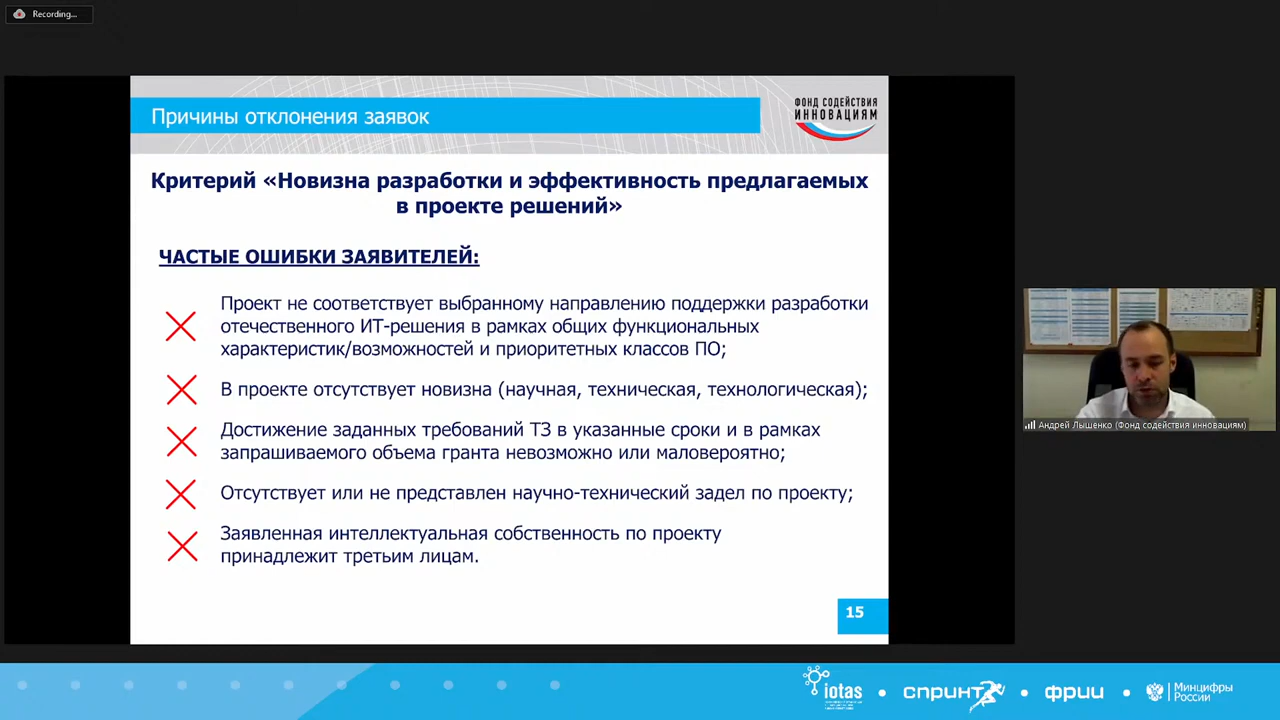 Recording...
Причины отклонения заявок
ФОНД СОДЕЙСТВИЯ
ИННОВАЦИЯМ
Критерий «Новизна разработки и эффективность предлагаемых
в проекте решений»
ЧАСТЫЕ ОШИБКИ ЗАЯВИТЕЛЕЙ:
Проект не соответствует выбранному направлению поддержки разработки
отечественного ИТ-решения в рамках общих функциональных
характеристик/возможностей и приоритетных классов ПО;
В проекте отсутствует новизна (научная, техническая, технологическая);
Достижение заданных требований ТЗ в указанные сроки и в рамках
запрашиваемого объема гранта невозможно или маловероятно;
Отсутствует или не представлен научно-технический задел по проекту;
Заявленная интеллектуальная собственность по проекту
принадлежит третьим лицам.
15
Андрей Лышенко (Фонд содействия инновациям)
iotas
спринт
фрии
Минцифры
России